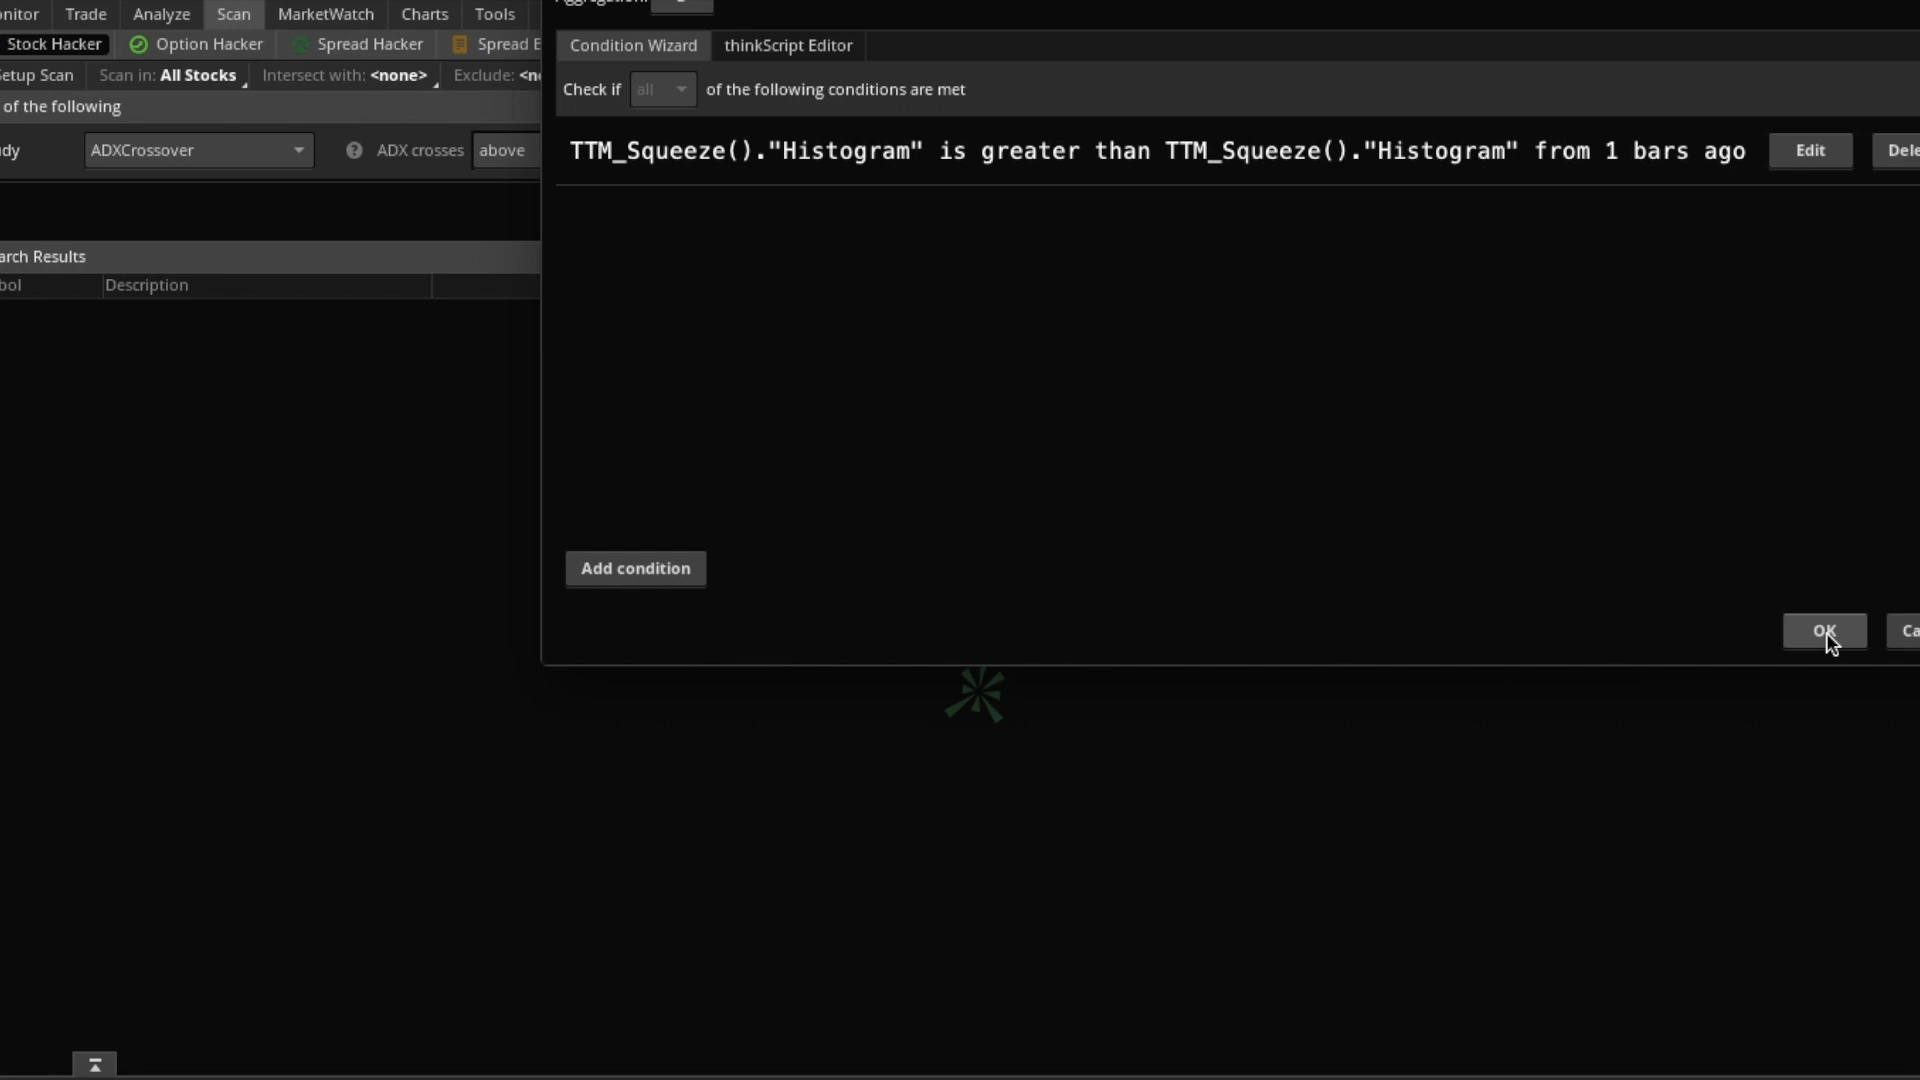 onitor Trade Analyze Scan MarketWatch Charts Tools
Aggregation:
Stock Hacker Option Hacker Spread Hacker Spread E
Condition Wizard thinkScript Editor
Setup Scan Scan in: All Stocks Intersect with: <none> Exclude: <no
Check if all of the following conditions are met
of the following
dy ADXCrossover ADX crosses above
TTM_Squeeze()."Histogram" is greater than TTM_Squeeze()."Histogram" from 1 bars ago Edit Dele
arch Results
bol Description
Add condition
OK Ca